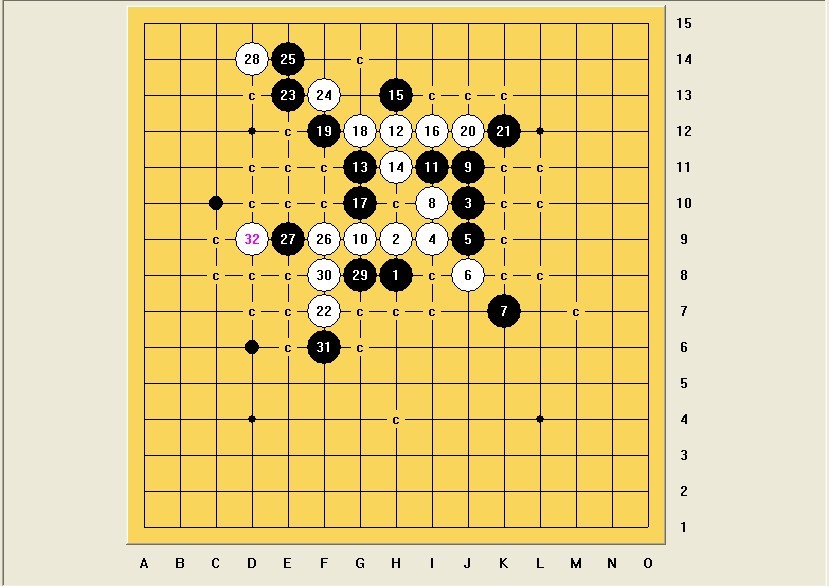 15
28 25 c 14
c 23 24 15 c c c 13
c 19 18 12 16 20 21 12
c c c 13 14 11 9 c c 11
c c c 17 c 8 3 c c 10
c 32 27 26 10 2 4 5 c 9
c c c 30 29 1 c 6 c c 8
c c 22 c c c 7 c 7
c 31 c 6
5
c 4
3
2
1
A B C D E F G H I J K L M N O